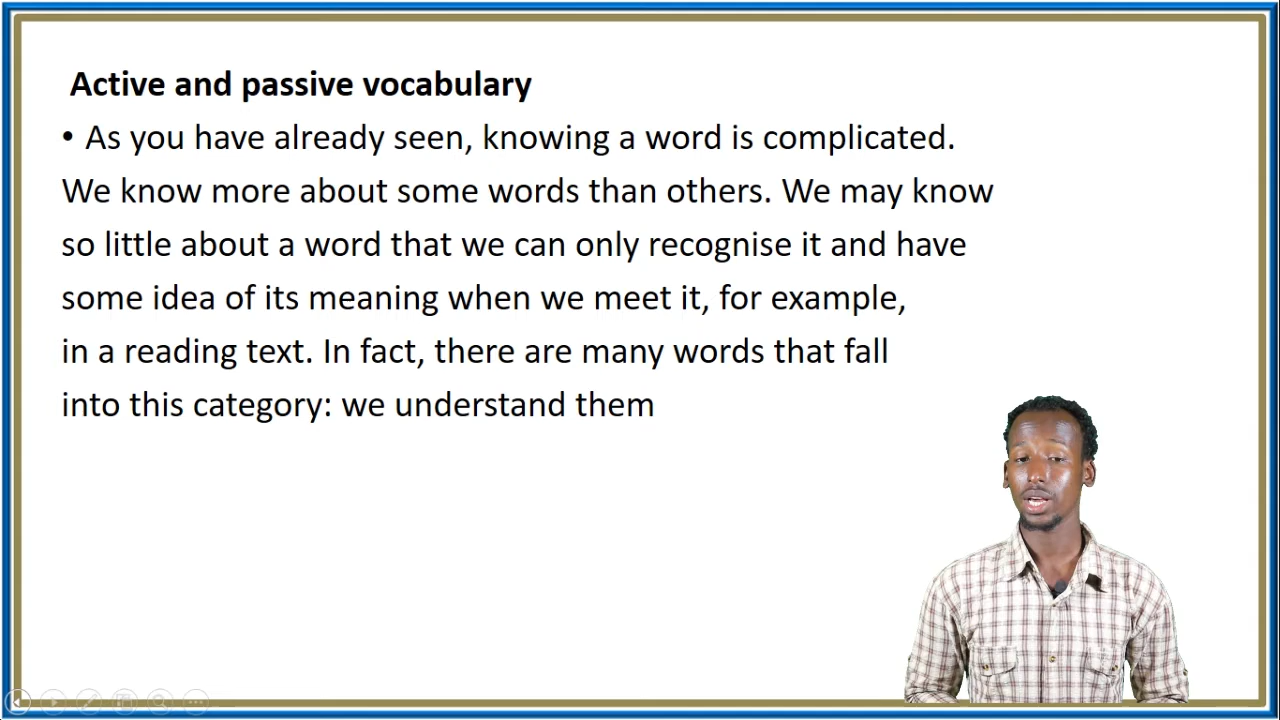 Active and passive vocabulary
• As you have already seen, knowing a word is complicated.
We know more about some words than others. We may know
so little about a word that we can only recognise it and have
some idea of its meaning when we meet it, for example,
in a reading text. In fact, there are many words that fall
into this category: we understand them